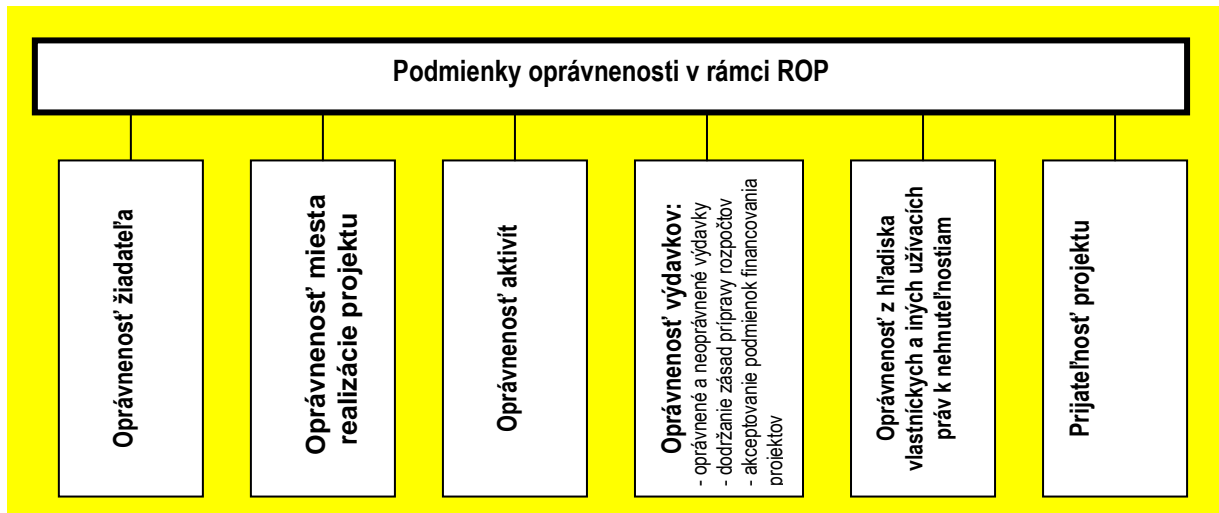 Podmienky oprávnenosti v rámci ROP
Oprávnenosť žiadateľa
Oprávnenosť miesta
realizácie projektu
Oprávnenosť aktivít
Oprávnenosť výdavkov:
- oprávnené a neoprávnené výdavky
- dodržanie zásad prípravy rozpočtov
- akceptovanie podmienok financovania
projektov
Oprávnenosť z hľadiska
vlastníckych a iných užívacích
práv k nehnuteľnostiam
Prijateľnosť projektu